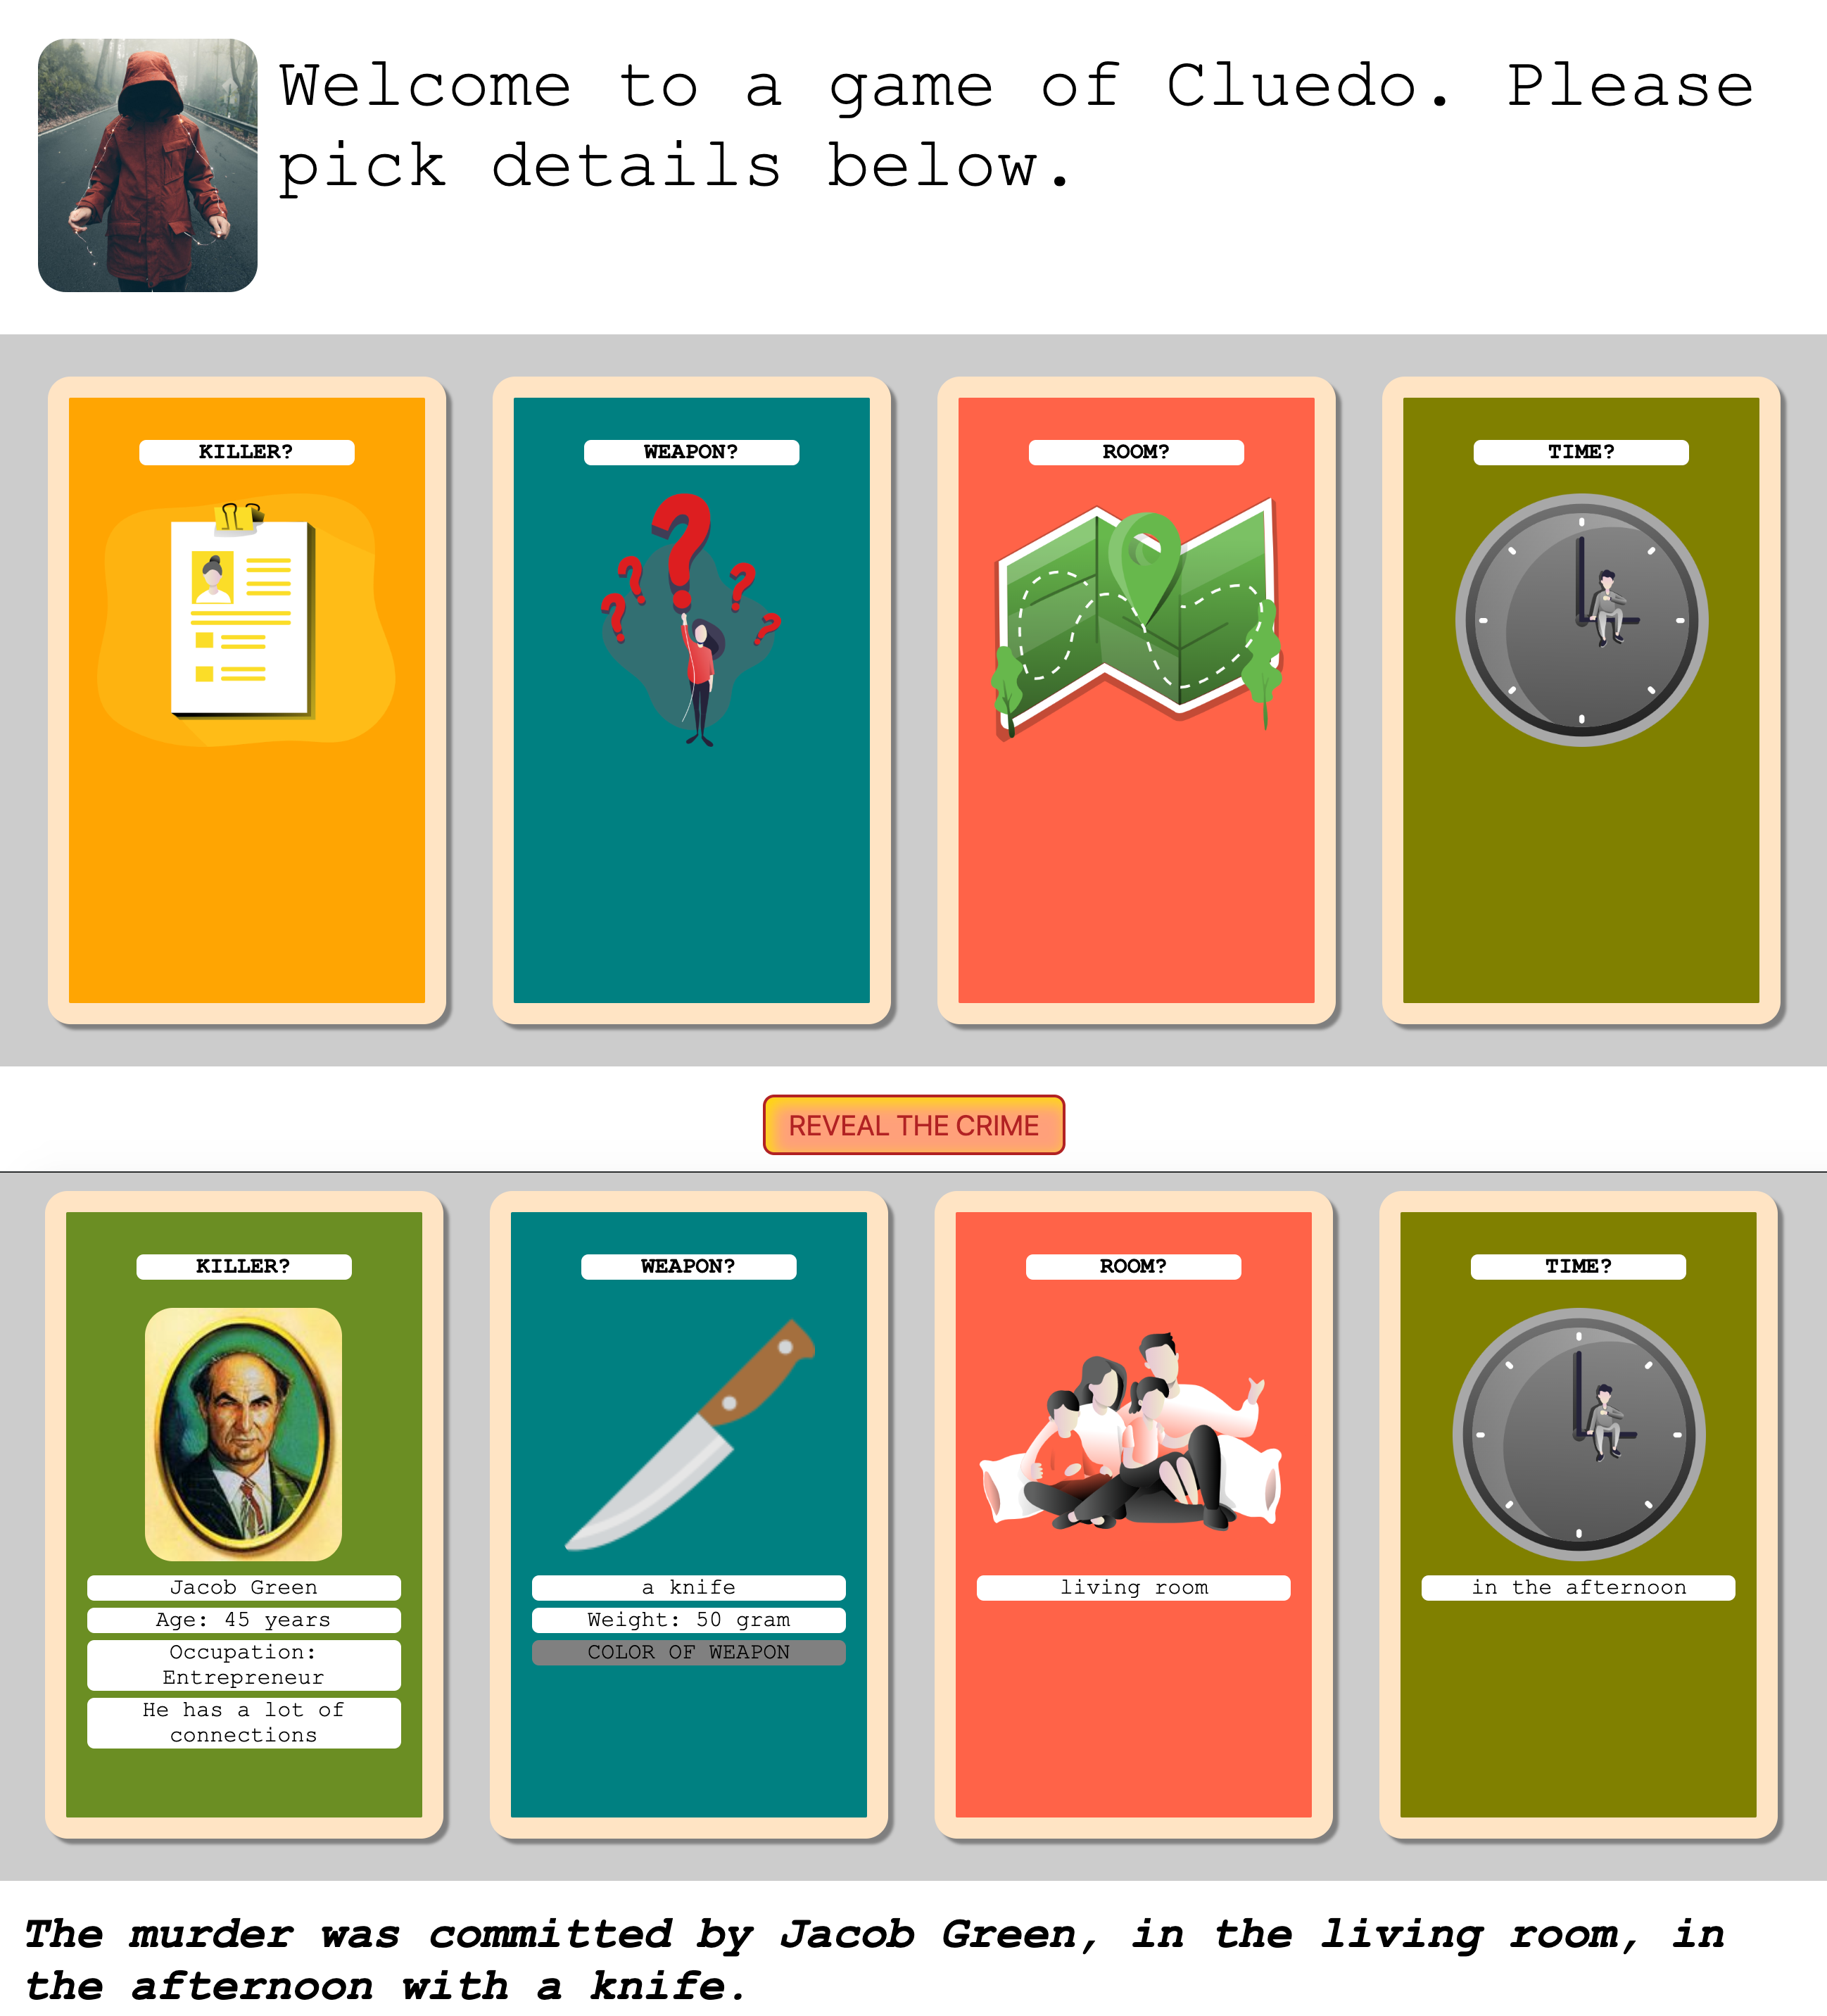 Welcome to a game of Cluedo. Please
pick details below.
KILLER?
WEAPON?
ROOM?
TIME?
REVEAL THE CRIME
KILLER?
Jacob Green
Age: 45 years
Occupation:
Entrepreneur
He has a lot of
connections
WEAPON?
a knife
Weight: 50 gram
COLOR OF WEAPON
ROOM?
living room
TIME?
in the afternoon
The murder was committed by Jacob Green, in the living room, in
the afternoon with a knife.